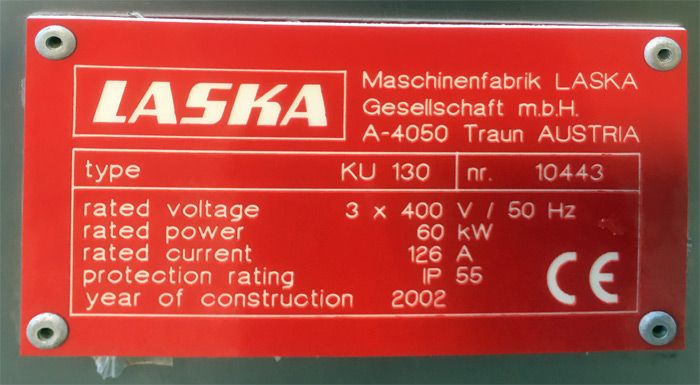 LASKA
Maschinenfabrik LASKA
Gesellschaft m.b.H.
A-4050 Traun AUSTRIA
type KU 130 nr. 10443
rated voltage 3 x 400 V / 50 Hz
rated power 60 kW
rated current 126 A
protection rating IP 55
year of construction 2002
CE